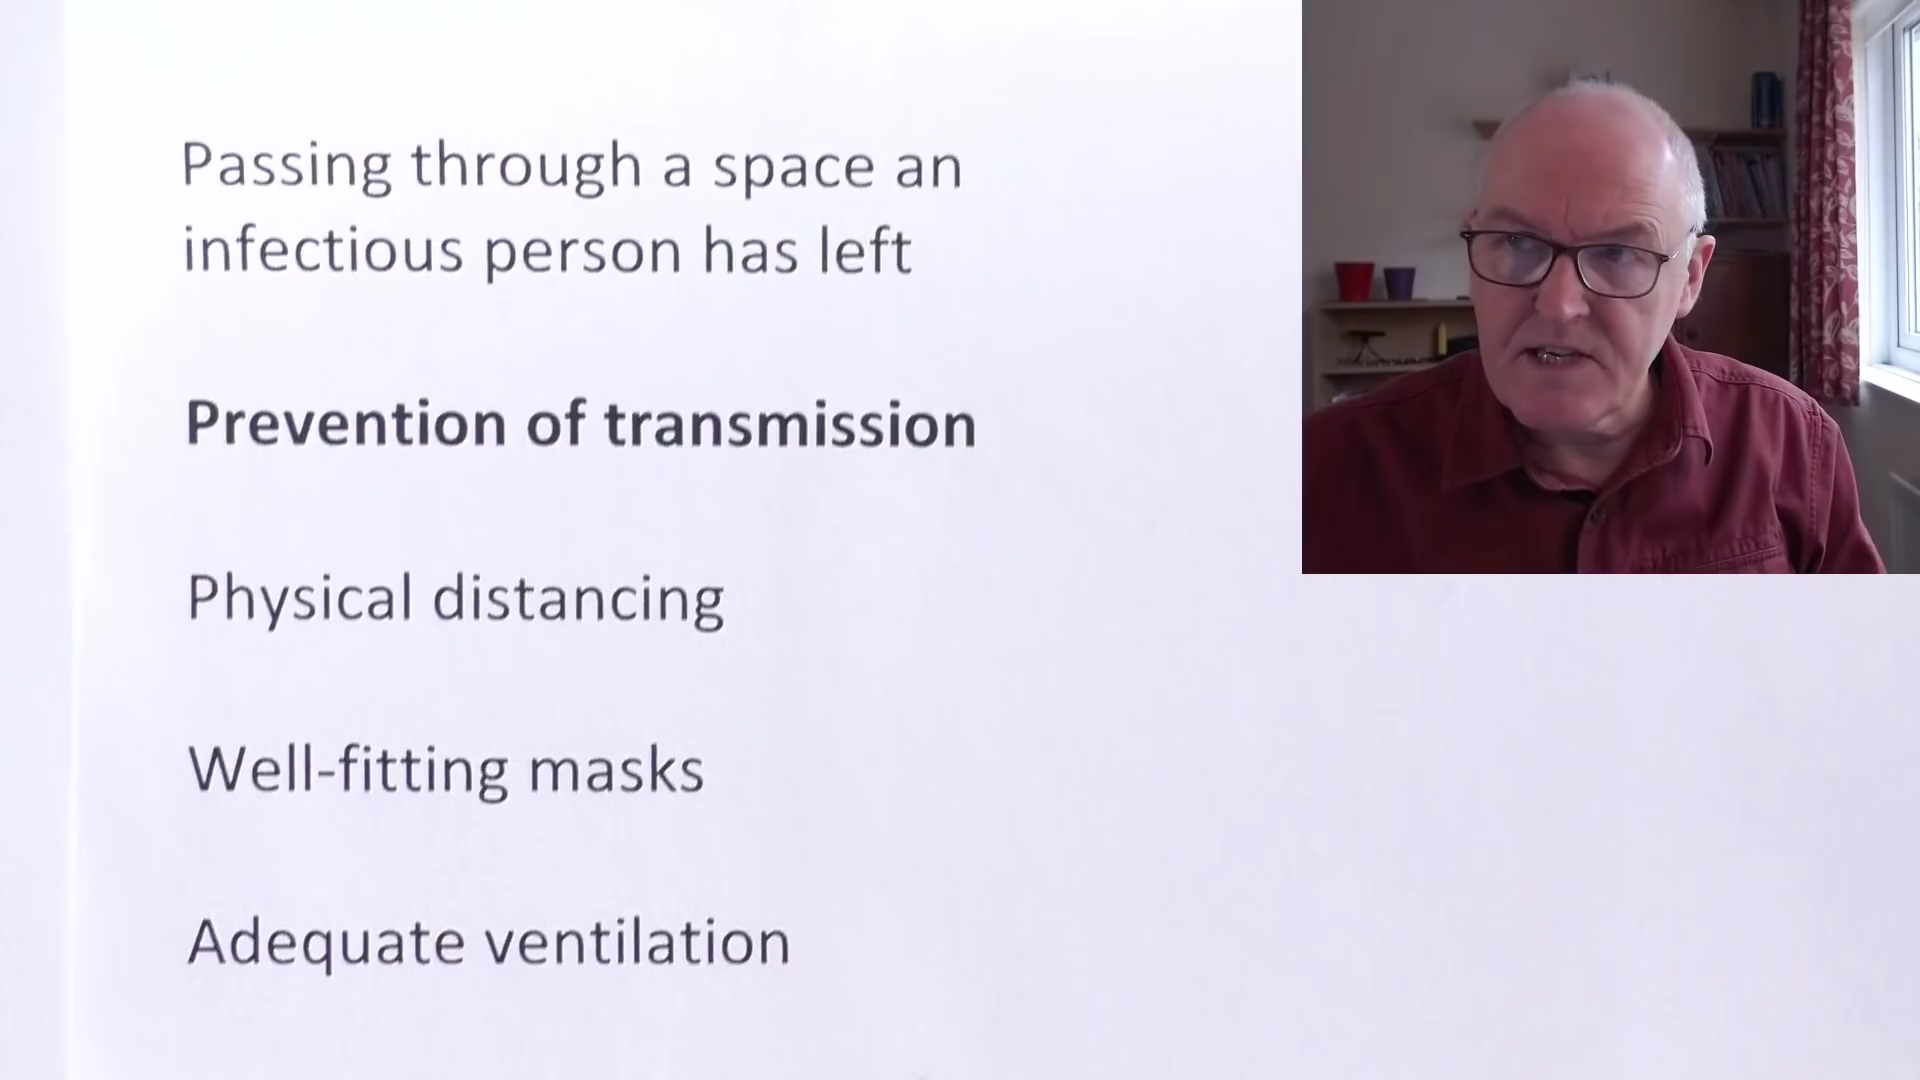 Passing through a space an
infectious person has left
Prevention of transmission
Physical distancing
Well-fitting masks
Adequate ventilation